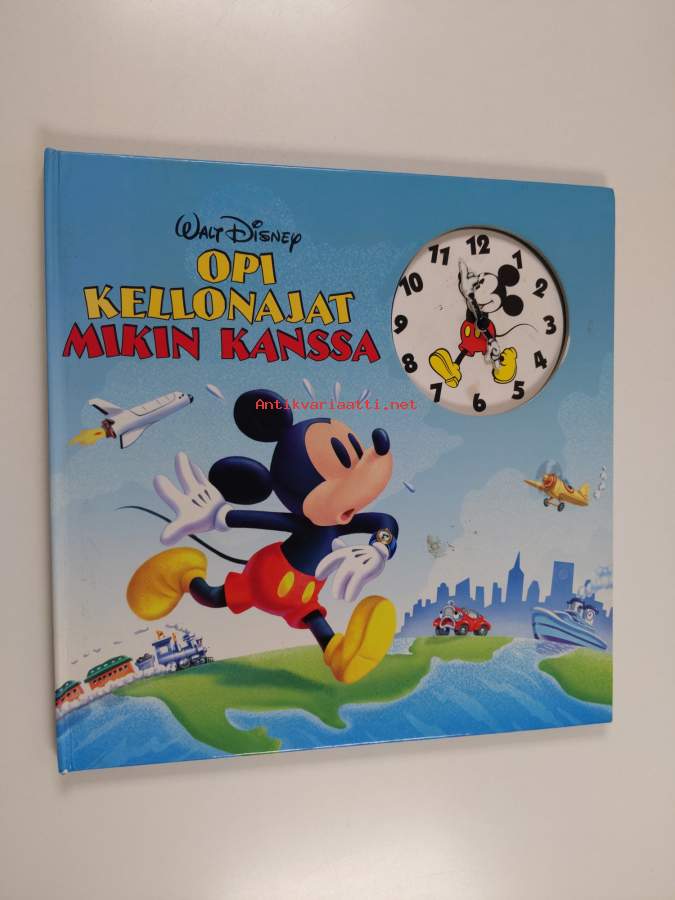 WALT DISNEY
OPI
KELLONAJAT
MIKIN KANSSA
12
1
2
3
4
5
6
7
8
9
10
11
Antikvariaatti.net